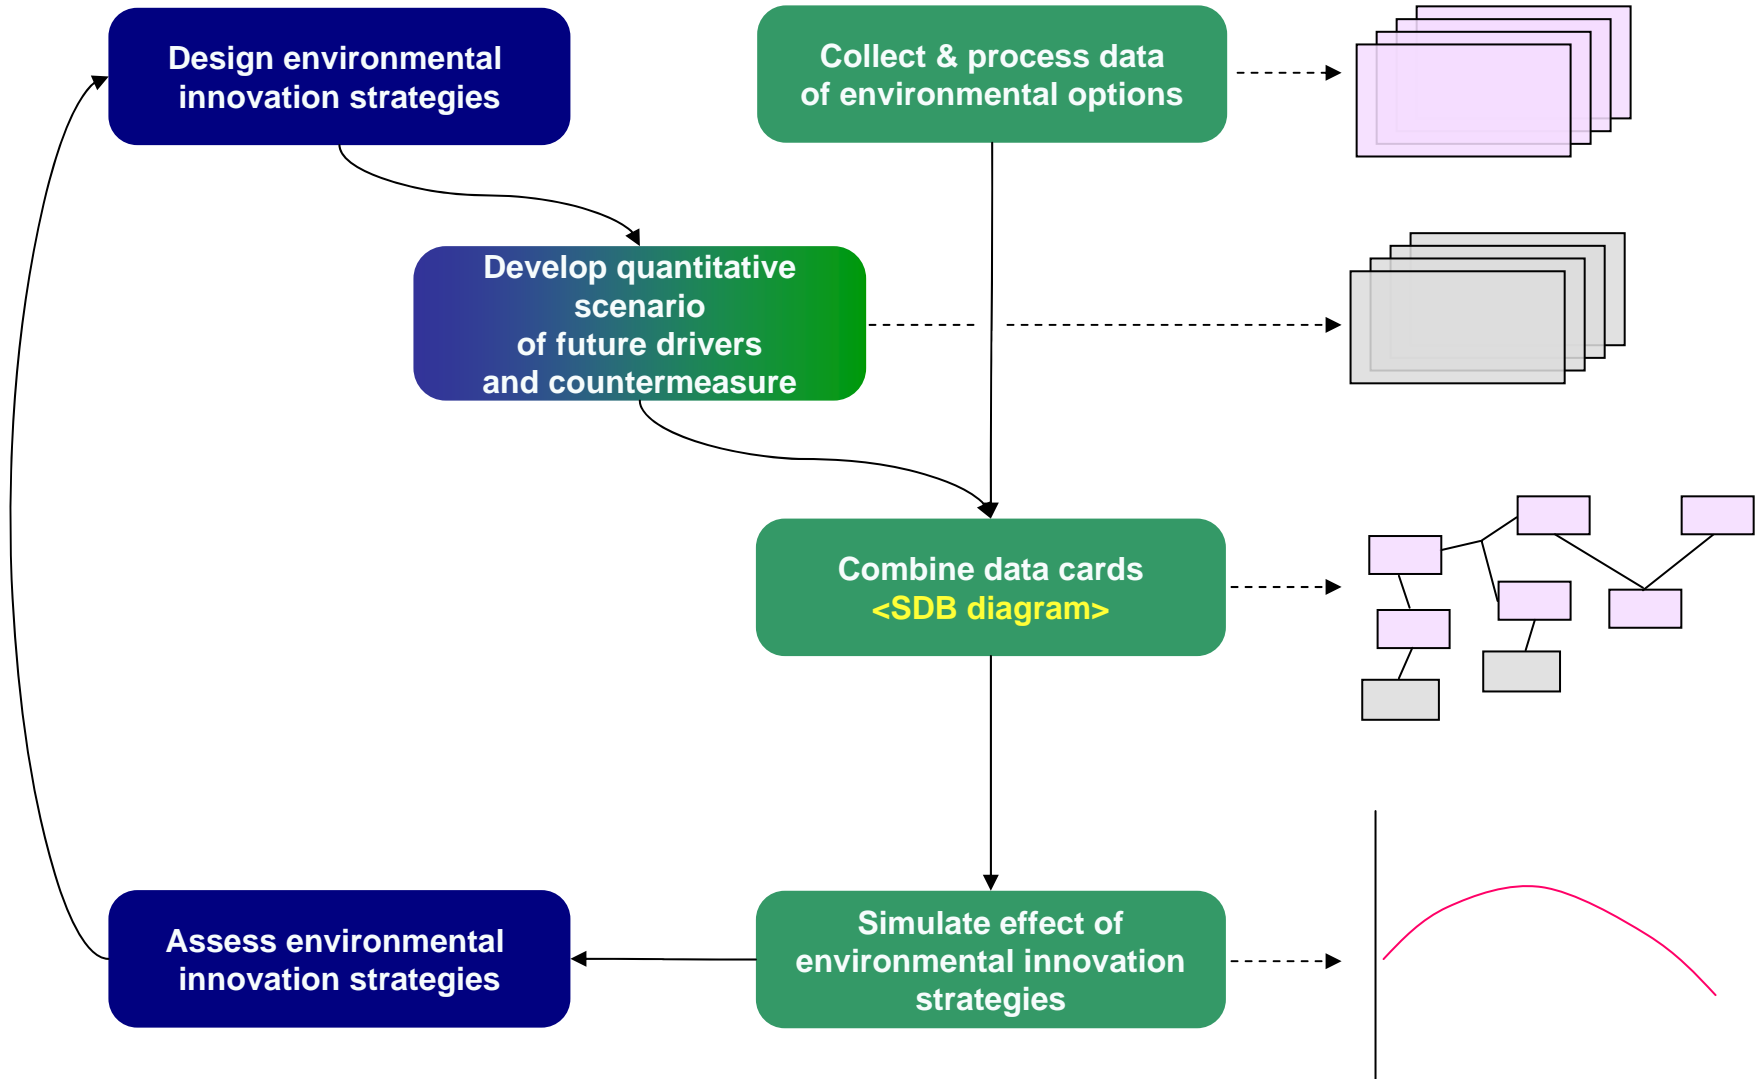 Design environmental
innovation strategies
Collect & process data
of environmental options
Develop quantitative
scenario
of future drivers
and countermeasure
Combine data cards
<SDB diagram>
Assess environmental
innovation strategies
Simulate effect of
environmental innovation
strategies